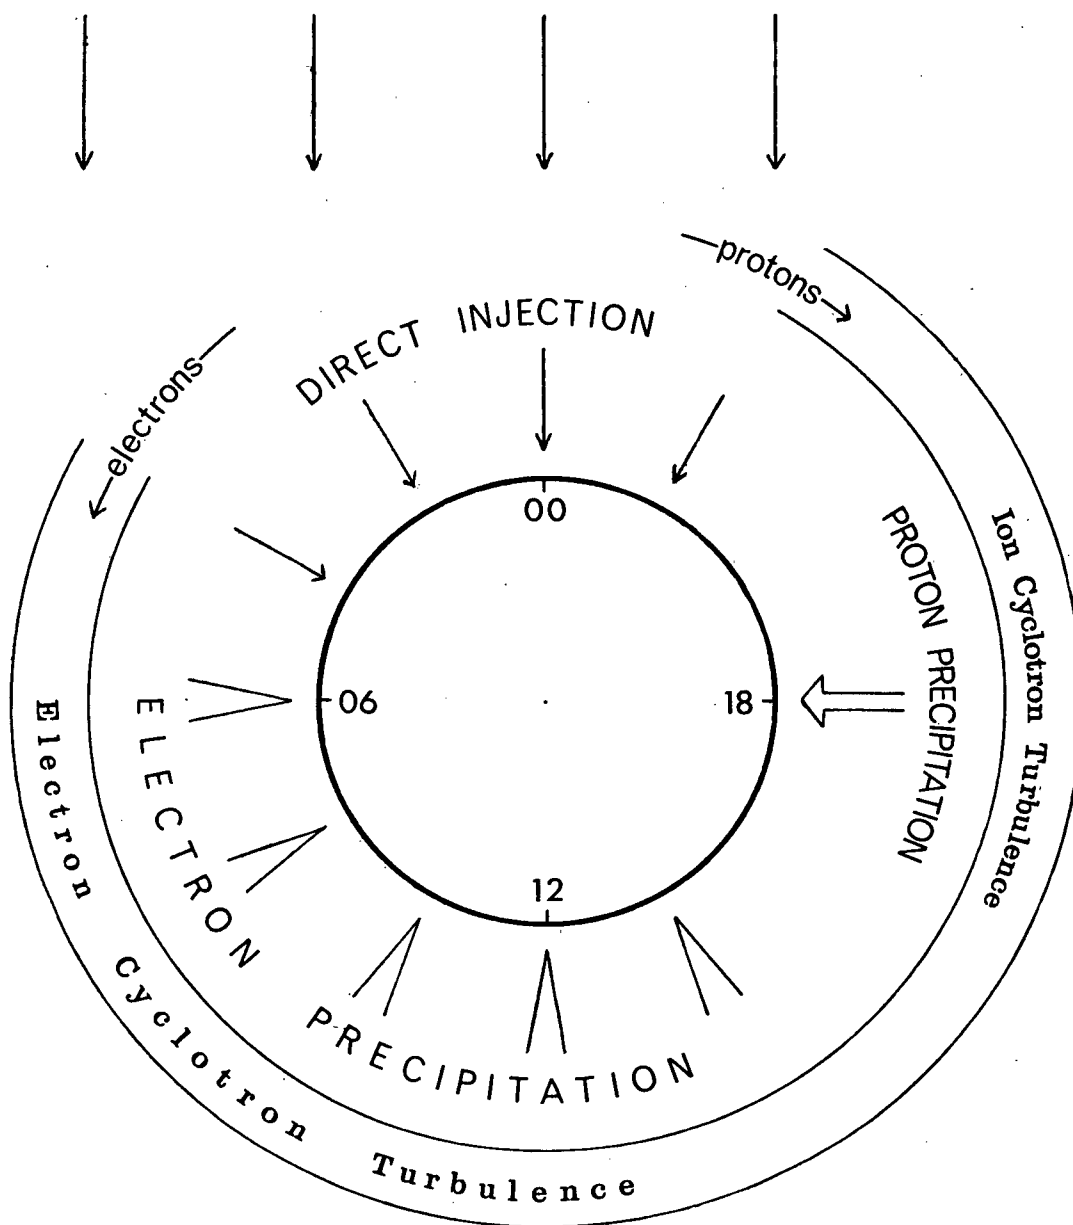 protons
electrons
DIRECT INJECTION
00
06
18
12
PROTON PRECIPITATION
Ion Cyclotron Turbulence
ELECTRON PRECIPITATION
Electron Cyclotron Turbulence